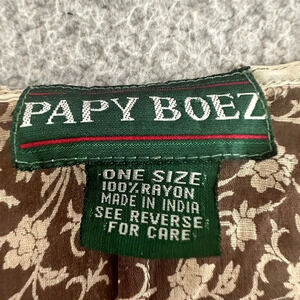 PAPY BOEZ
ONE SIZE
100% RAYON
MADE IN INDIA
SEE REVERSE
FOR CARE